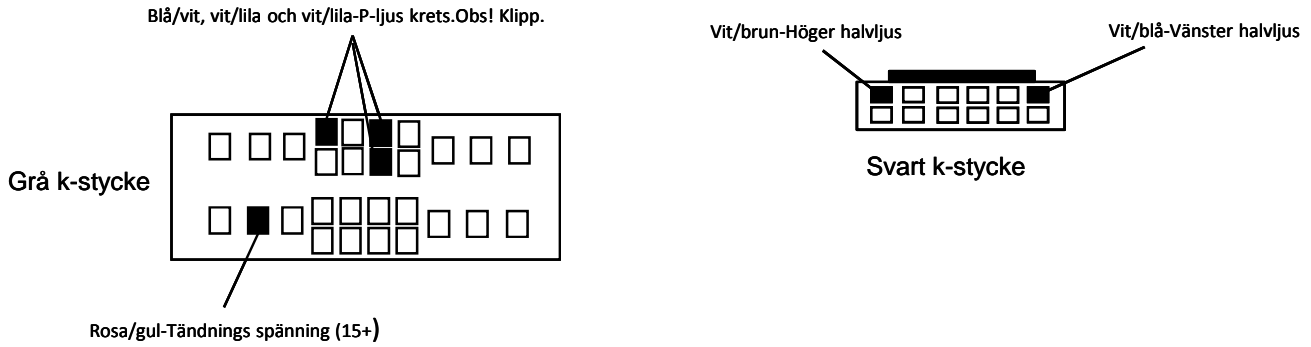 Blå/vit, vit/lila och vit/lila-P-ljus krets.Obs! Klipp.
Vit/brun-Höger halvljus
Vit/blå-Vänster halvljus
Grå k-stycke
Svart k-stycke
Rosa/gul-Tändnings spänning (15+)